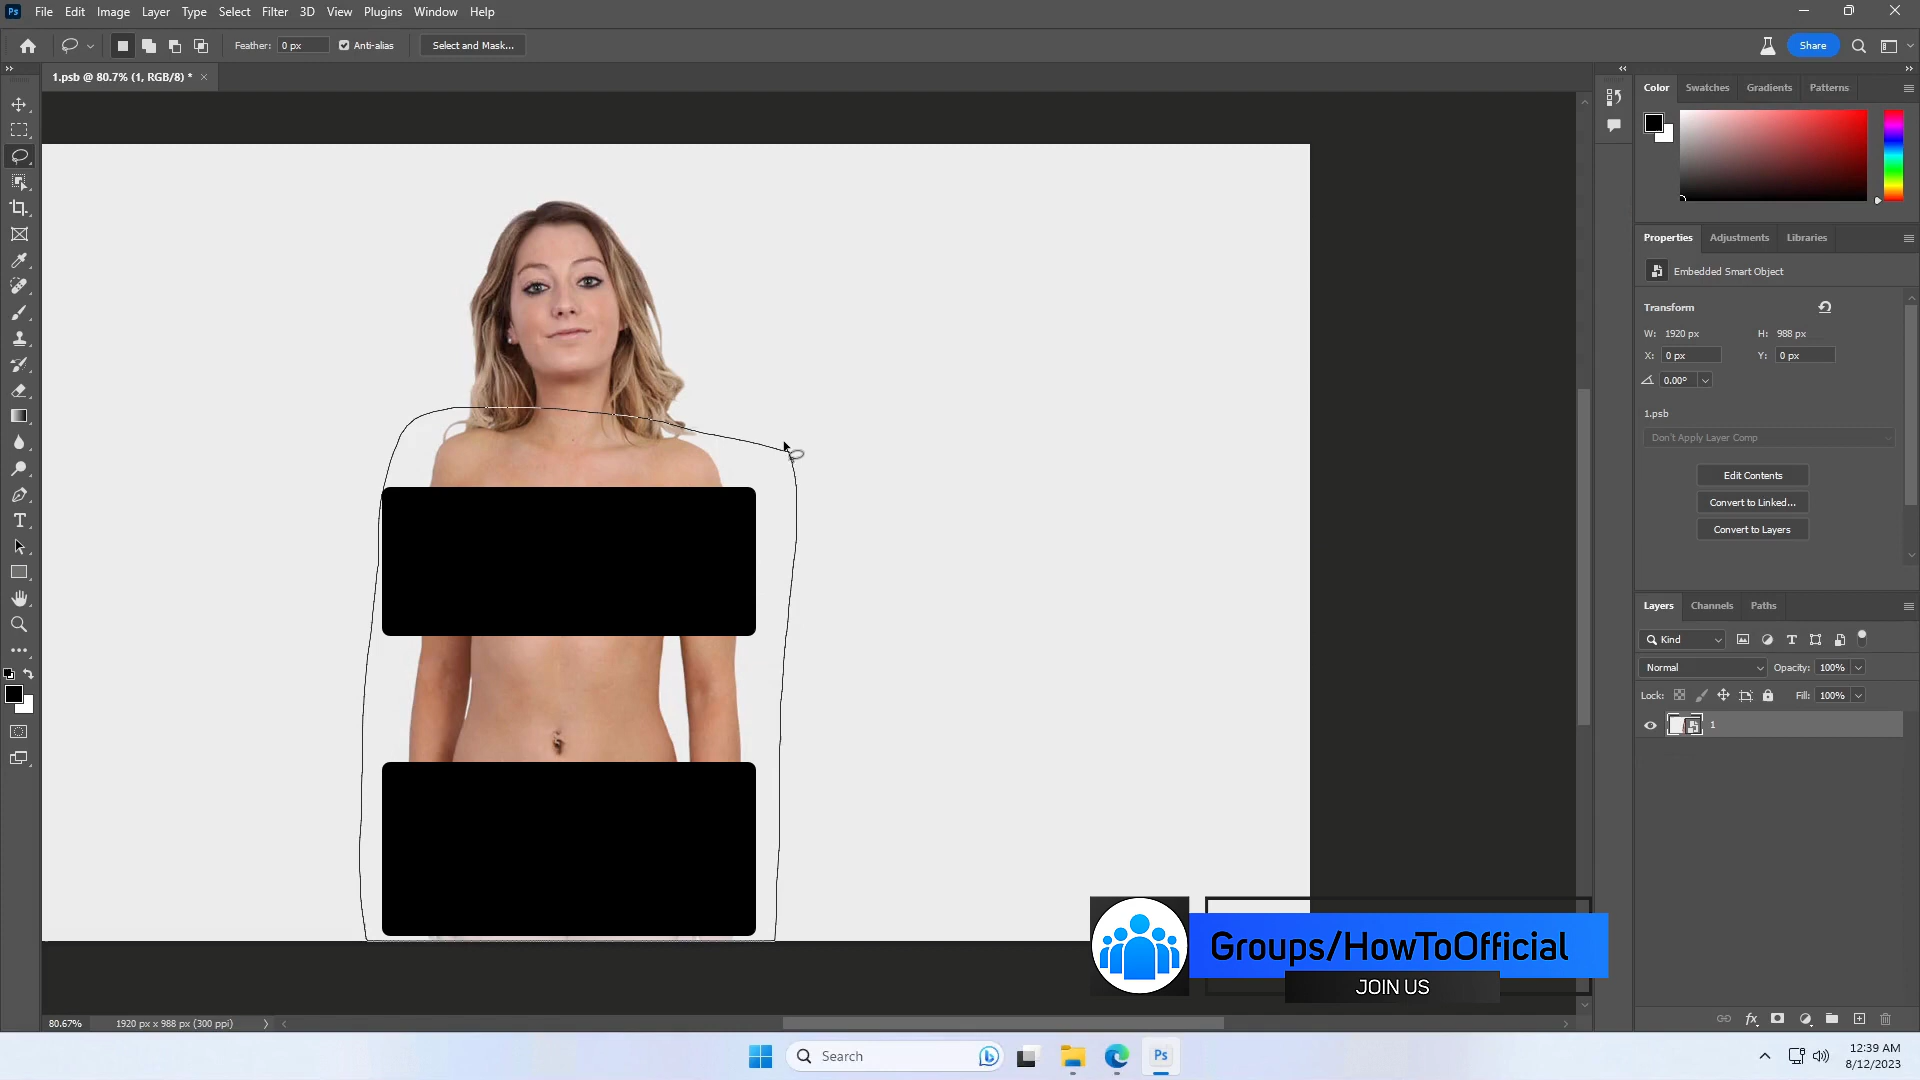 Ps File Edit Image Layer Type Select Filter 3D View Plugins Window Help
Feather: 0 px Anti-alias Select and Mask... Share
1.psb @ 80.7% (1, RGB/8) *
Color Swatches Gradients Patterns
Properties Adjustments Libraries
Embedded Smart Object
Transform
W: 1920 px H: 988 px
X: 0 px Y: 0 px
0.00°
1.psb
Don't Apply Layer Comp
Edit Contents
Convert to Linked...
Convert to Layers
Layers Channels Paths
Kind
Normal Opacity: 100%
Lock: Fill: 100%
1
Groups/HowToOfficial
JOIN US
80.67% 1920 px x 988 px (300 ppi)
Search
Ps
12:39 AM
8/12/2023